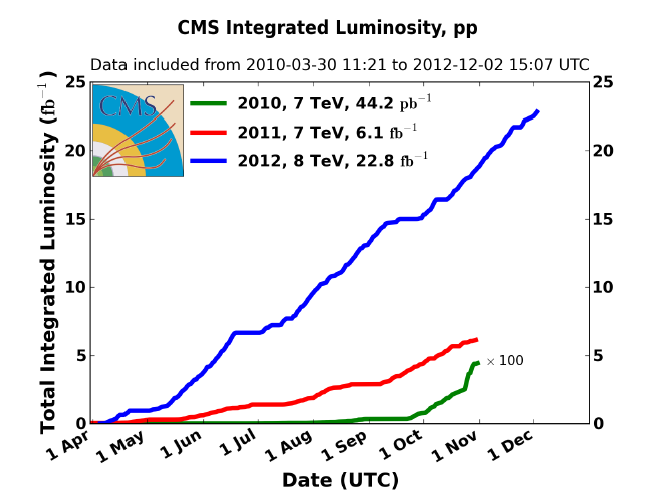 CMS Integrated Luminosity, pp
Data included from 2010-03-30 11:21 to 2012-12-02 15:07 UTC
CMS
2010, 7 TeV, 44.2 pb⁻¹
2011, 7 TeV, 6.1 fb⁻¹
2012, 8 TeV, 22.8 fb⁻¹
Total Integrated Luminosity (fb⁻¹)
25
20
15
10
5
0
25
20
15
10
5
0
× 100
1 Apr
1 May
1 Jun
1 Jul
1 Aug
1 Sep
1 Oct
1 Nov
1 Dec
Date (UTC)